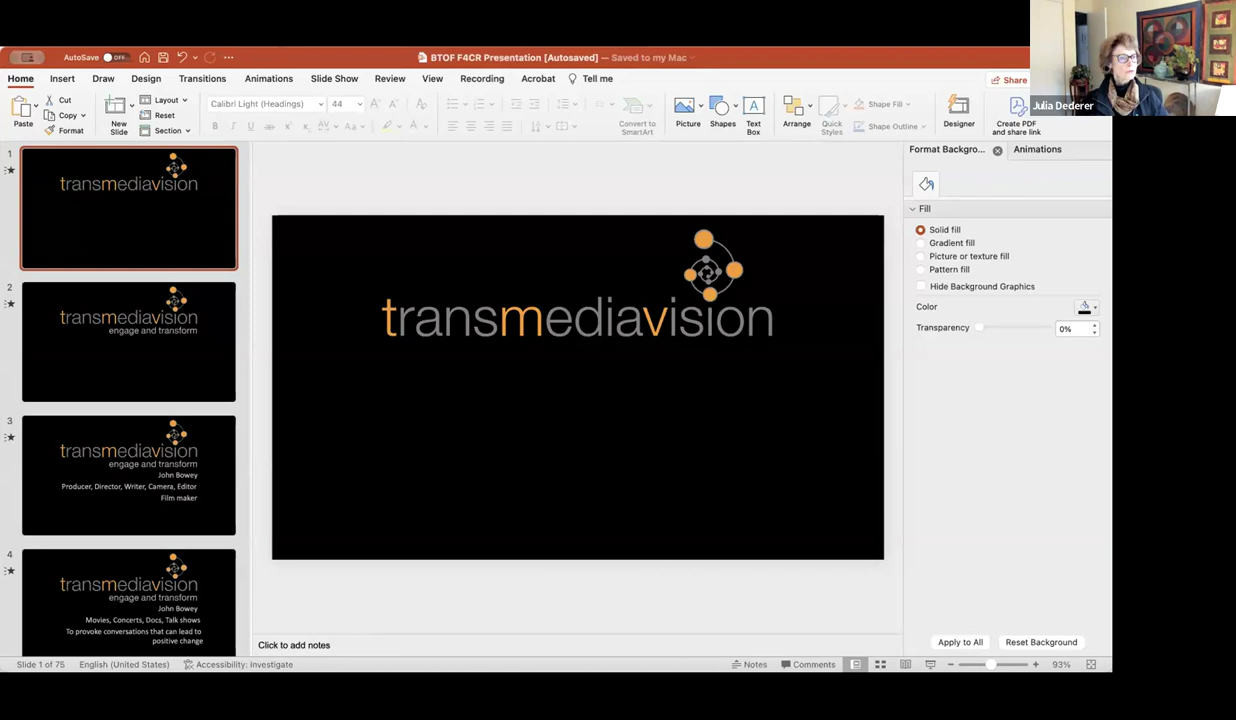 AutoSave OFF
BTOF F4CR Presentation [Autosaved] — Saved to my Mac
Home Insert Draw Design Transitions Animations Slide Show Review View Recording Acrobat Tell me
Share
Julia Dederer
Paste
Cut
Copy
Format
New Slide
Layout
Reset
Section
Calibri Light (Headings) 44
Convert to SmartArt
Picture
Shapes
Text Box
Arrange
Quick Styles
Shape Fill
Shape Outline
Designer
Create PDF and share link
1
transmediavision
2
transmediavision
engage and transform
3
transmediavision
engage and transform
John Bowey
Producer, Director, Writer, Camera, Editor
Film maker
4
transmediavision
engage and transform
John Bowey
Movies, Concerts, Docs, Talk shows
To provoke conversations that can lead to
positive change
transmediavision
Click to add notes
Format Backgro...
Animations
Fill
Solid fill
Gradient fill
Picture or texture fill
Pattern fill
Hide Background Graphics
Color
Transparency 0%
Apply to All
Reset Background
Slide 1 of 75 English (United States) Accessibility: Investigate
Notes Comments 93%